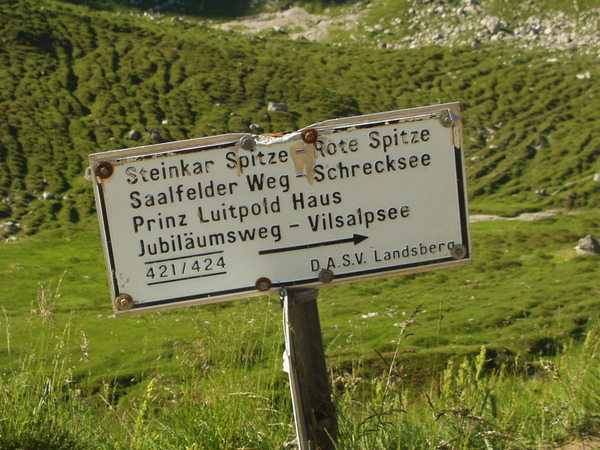 Steinkar Spitze - Rote Spitze
Saalfelder Weg - Schrecksee
Prinz Luitpold Haus
Jubiläumsweg - Vilsalpsee
421/424
D.A.S.V. Landsberg